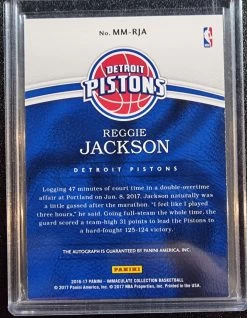 No. MM-RJA
DETROIT
PISTONS
REGGIE
JACKSON
DETROIT PISTONS
Logging 47 minutes of court time in a double-overtime
affair at Portland on Jan. 8, 2017, Jackson naturally was
a little gassed after the marathon. "I feel like I played
three hours," he said. Going full-steam the whole time, the
guard scored a team-high 31 points to lead the Pistons to
a hard-fought 125-124 victory.
THE AUTOGRAPH IS GUARANTEED BY PANINI AMERICA, INC.
PANINI
2016-17 PANINI – IMMACULATE COLLECTION BASKETBALL
© 2017 Panini America, Inc. © 2017 NBA Properties, Inc. Printed in the USA.